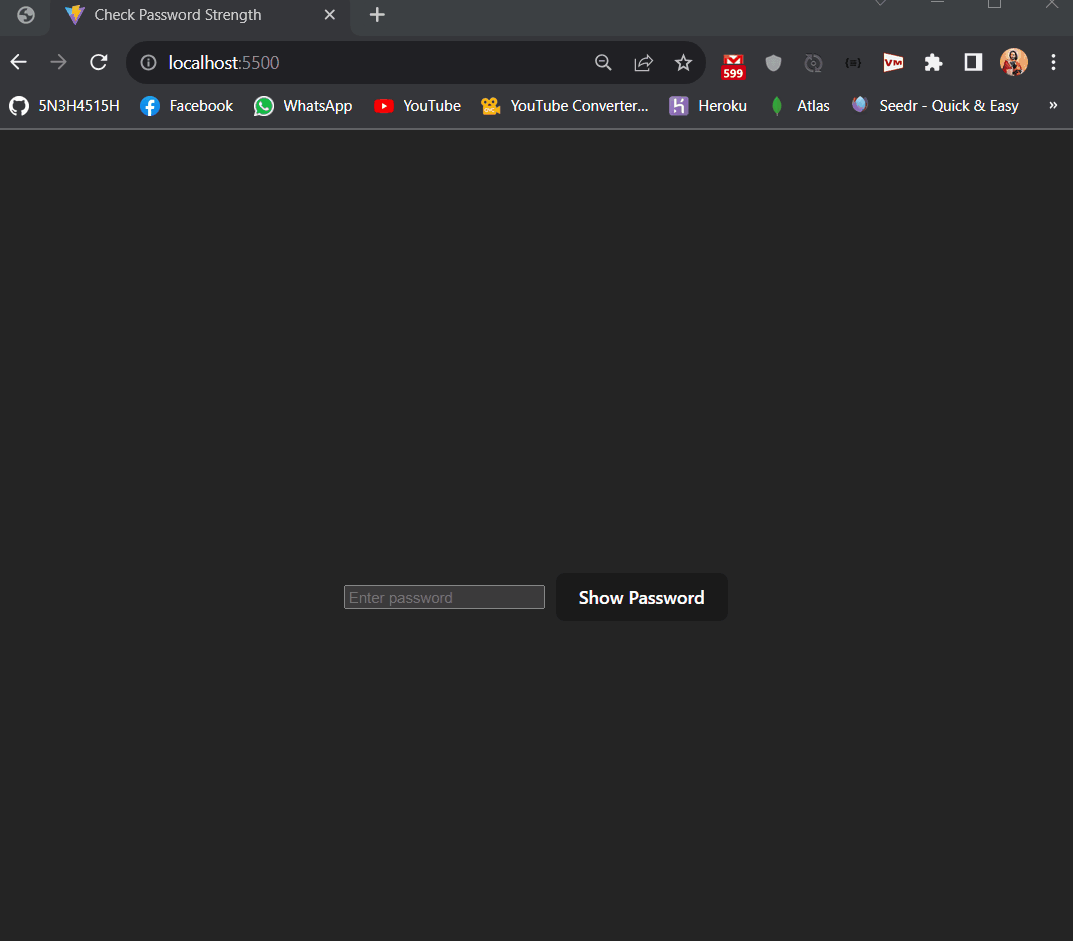 Check Password Strength
localhost:5500
599
VM
5N3H4515H Facebook WhatsApp YouTube YouTube Converter... Heroku Atlas Seedr - Quick & Easy »
Enter password Show Password